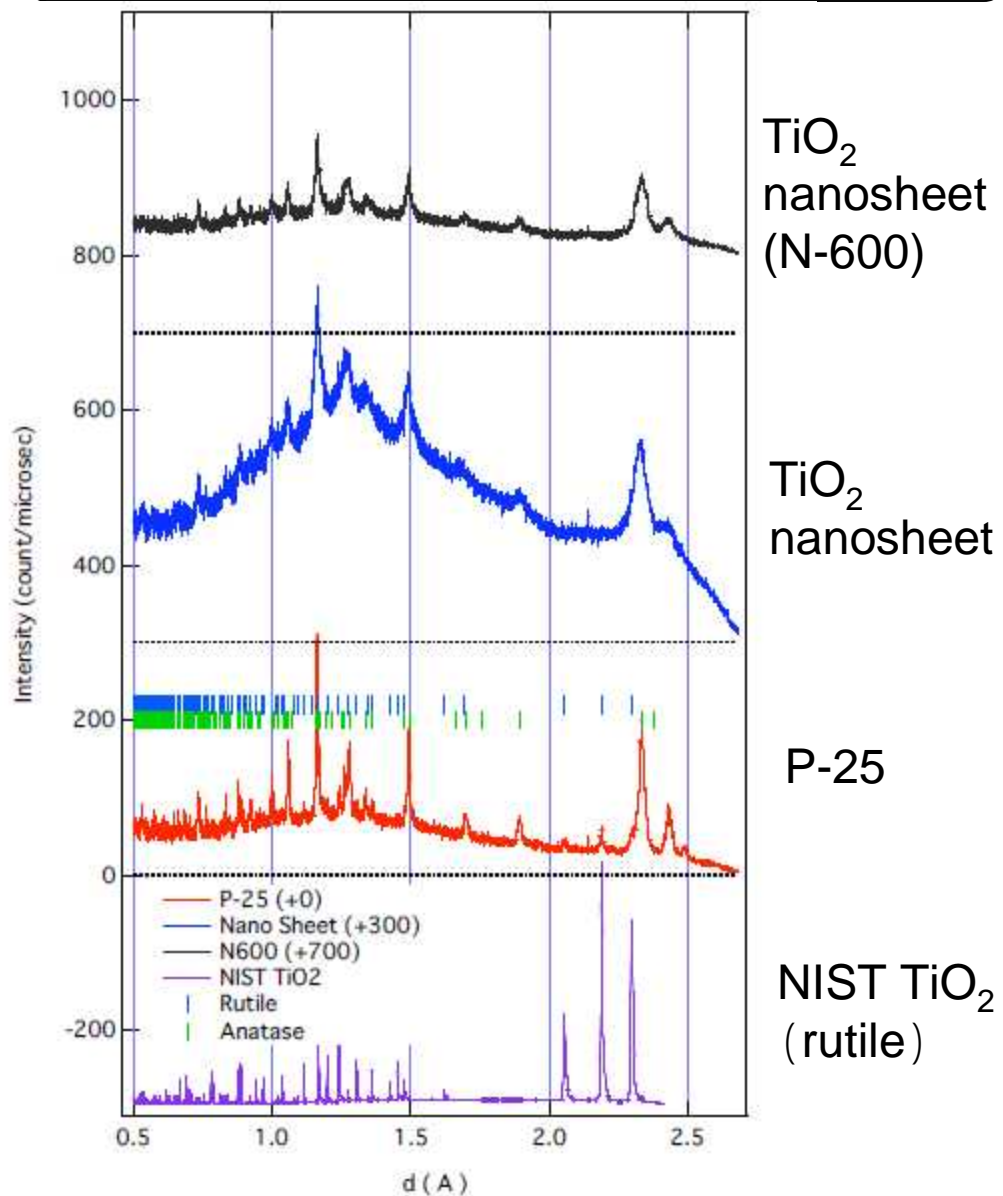 1000
800
600
400
200
0
-200
Intensity (count/microsec)
0.5 1.0 1.5 2.0 2.5
d ( A )
P-25 (+0)
Nano Sheet (+300)
N600 (+700)
NIST TiO2
Rutile
Anatase
TiO₂
nanosheet
(N-600)
TiO₂
nanosheet
P-25
NIST TiO₂
(rutile)